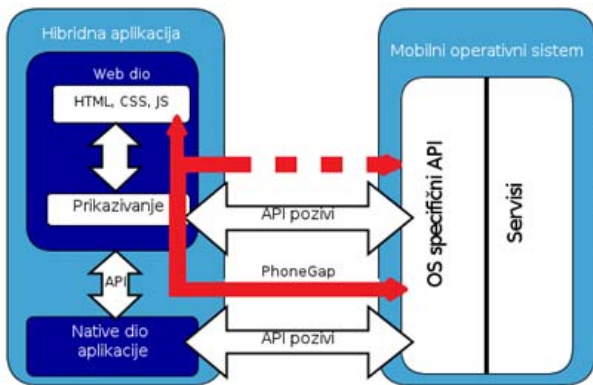 Hibridna aplikacija
Web dio
HTML, CSS, JS
Prikazivanje
API
Native dio
aplikacije
API pozivi
PhoneGap
API pozivi
Mobilni operativni sistem
OS specifični API
Servisi